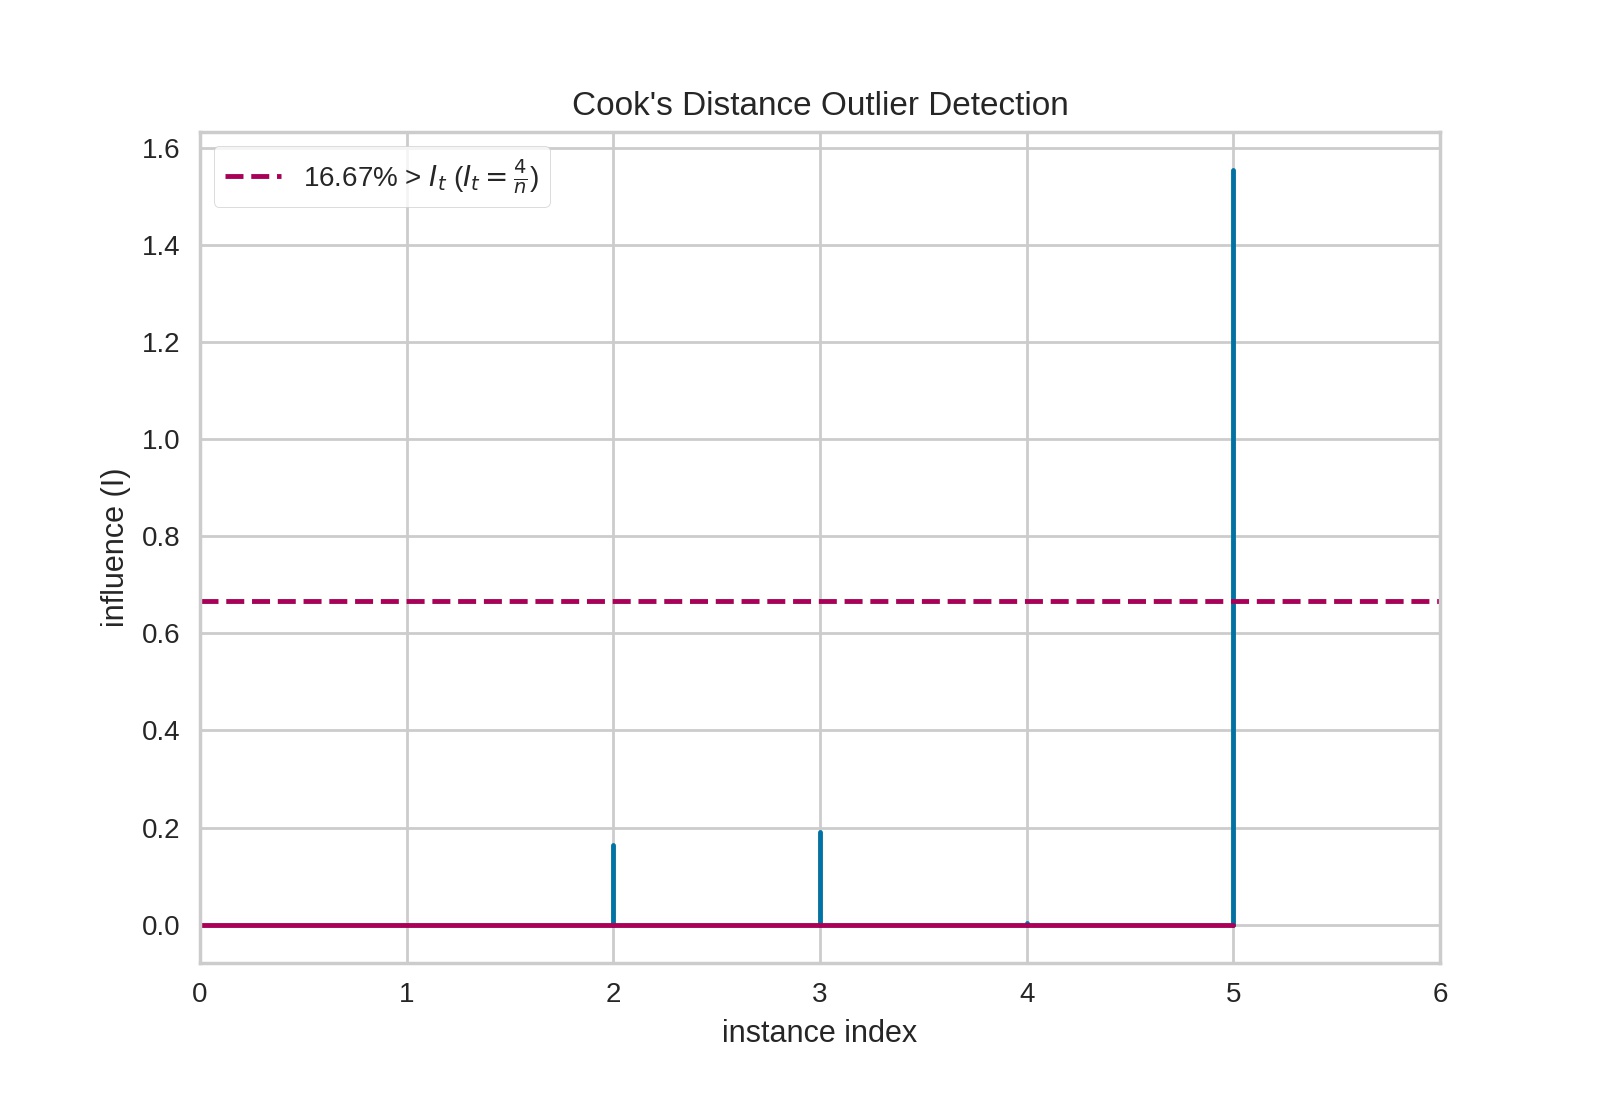 Cook's Distance Outlier Detection
16.67% > I_t (I_t = 4/n)
influence (I)
1.6
1.4
1.2
1.0
0.8
0.6
0.4
0.2
0.0
0 1 2 3 4 5 6
instance index